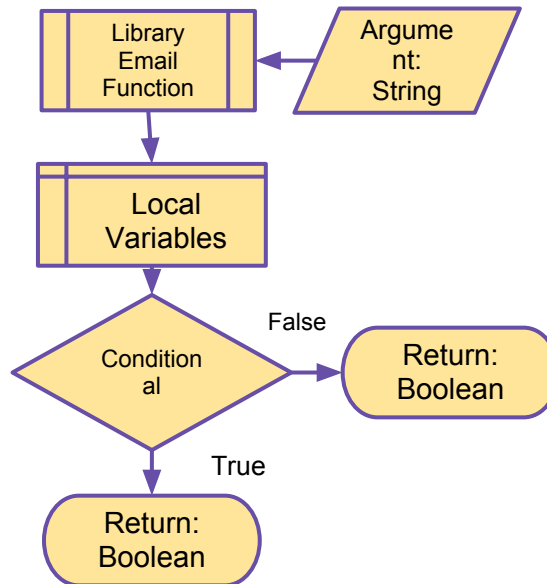 Library
Email
Function
Argume
nt:
String
Local
Variables
Condition
al
False
Return:
Boolean
True
Return:
Boolean